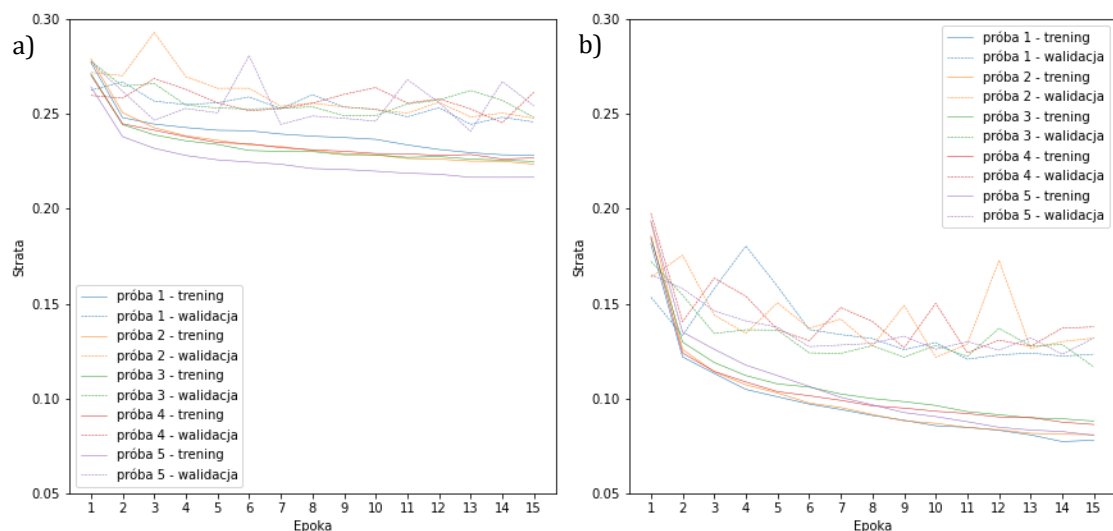 a)
0.30
0.25
0.20
0.15
0.10
0.05
Strata
próba 1 - trening
próba 1 - walidacja
próba 2 - trening
próba 2 - walidacja
próba 3 - trening
próba 3 - walidacja
próba 4 - trening
próba 4 - walidacja
próba 5 - trening
próba 5 - walidacja
1 2 3 4 5 6 7 8 9 10 11 12 13 14 15
Epoka
b)
0.30
0.25
0.20
0.15
0.10
0.05
Strata
próba 1 - trening
próba 1 - walidacja
próba 2 - trening
próba 2 - walidacja
próba 3 - trening
próba 3 - walidacja
próba 4 - trening
próba 4 - walidacja
próba 5 - trening
próba 5 - walidacja
1 2 3 4 5 6 7 8 9 10 11 12 13 14 15
Epoka